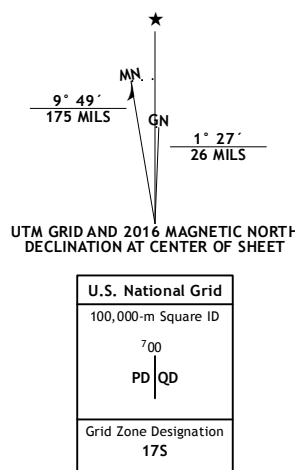 MN
GN
9° 49´
175 MILS
1° 27´
26 MILS
UTM GRID AND 2016 MAGNETIC NORTH
DECLINATION AT CENTER OF SHEET
U.S. National Grid
100,000-m Square ID
⁷00
PD QD
Grid Zone Designation
17S